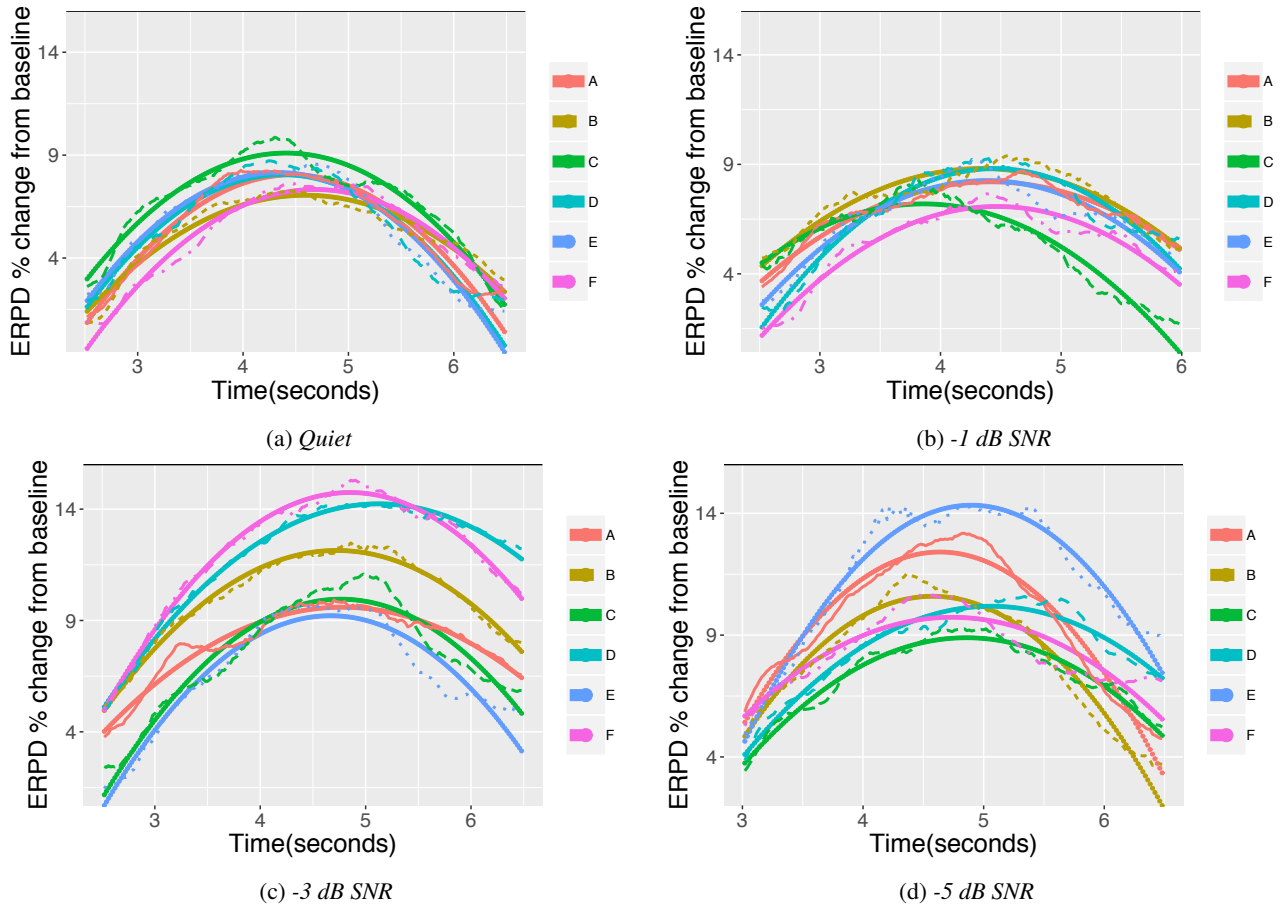 ERPD % change from baseline
14
9
4
3
4
5
6
Time(seconds)
A
B
C
D
E
F
(a) Quiet
ERPD % change from baseline
14
9
4
3
4
5
6
Time(seconds)
A
B
C
D
E
F
(b) -1 dB SNR
ERPD % change from baseline
14
9
4
3
4
5
6
Time(seconds)
A
B
C
D
E
F
(c) -3 dB SNR
ERPD % change from baseline
14
9
4
3
4
5
6
Time(seconds)
A
B
C
D
E
F
(d) -5 dB SNR